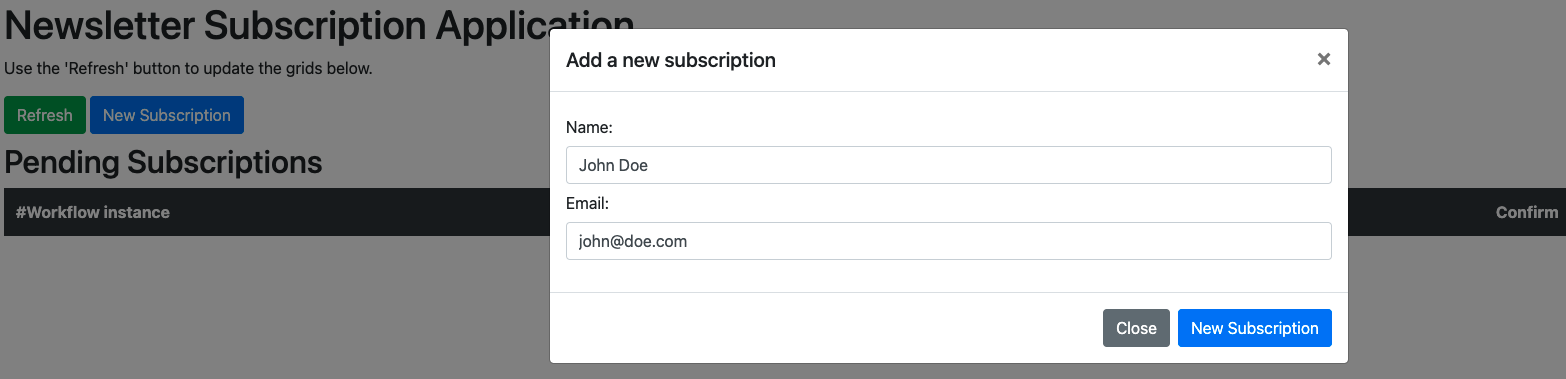 Newsletter Subscription Application
Use the 'Refresh' button to update the grids below.
Refresh New Subscription
Pending Subscriptions
#Workflow instance Confirm
Add a new subscription ×
Name:
John Doe
Email:
john@doe.com
Close New Subscription